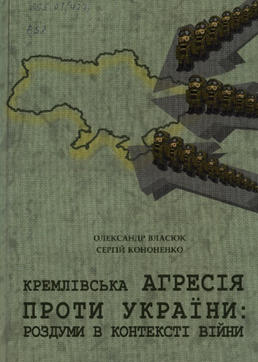 ОЛЕКСАНДР ВЛАСЮК
СЕРГІЙ КОНОНЕНКО
КРЕМЛІВСЬКА АГРЕСІЯ
ПРОТИ УКРАЇНИ:
РОЗДУМИ В КОНТЕКСТІ ВІЙНИ